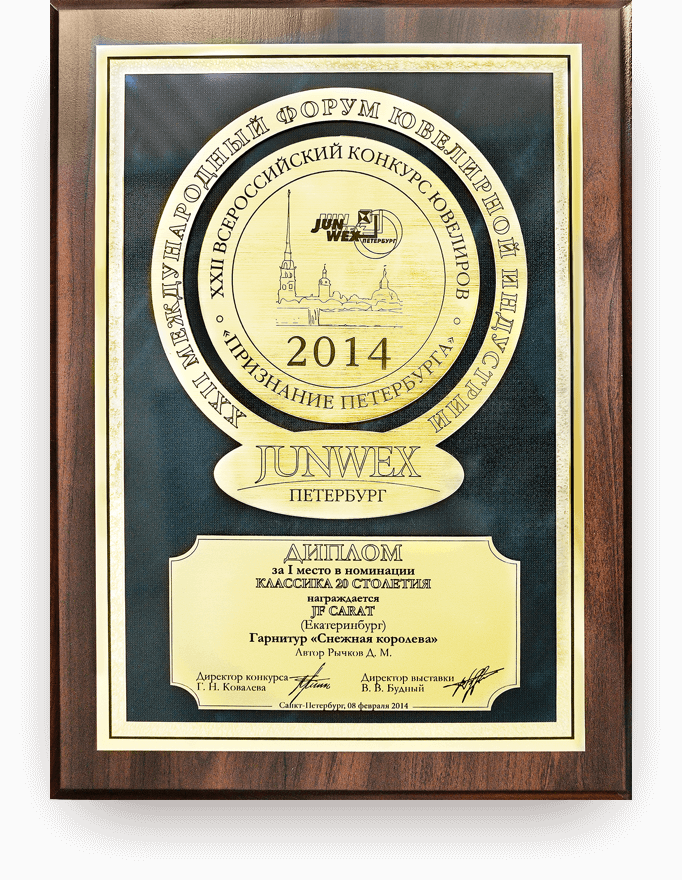 XXII МЕЖДУНАРОДНЫЙ ФОРУМ ЮВЕЛИРНОЙ ИНДУСТРИИ
XXII ВСЕРОССИЙСКИЙ КОНКУРС ЮВЕЛИРОВ
JUN
WEX
ПЕТЕРБУРГ
2014
«ПРИЗНАНИЕ ПЕТЕРБУРГА»
JUNWEX
ПЕТЕРБУРГ
ДИПЛОМ
за I место в номинации
КЛАССИКА 20 СТОЛЕТИЯ
награждается
JF CARAT
(Екатеринбург)
Гарнитур «Снежная королева»
Автор Рычков Д. М.
Директор конкурса
Г. Н. Ковалева
Директор выставки
В. В. Будный
Санкт-Петербург, 08 февраля 2014